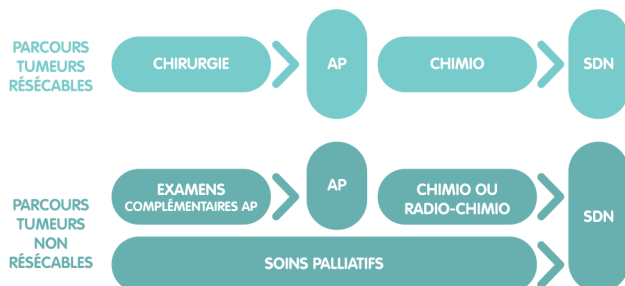 PARCOURS
TUMEURS
RÉSÉCABLES
CHIRURGIE
AP
CHIMIO
SDN
PARCOURS
TUMEURS
NON
RÉSÉCABLES
EXAMENS
COMPLÉMENTAIRES AP
AP
CHIMIO OU
RADIO-CHIMIO
SDN
SOINS PALLIATIFS